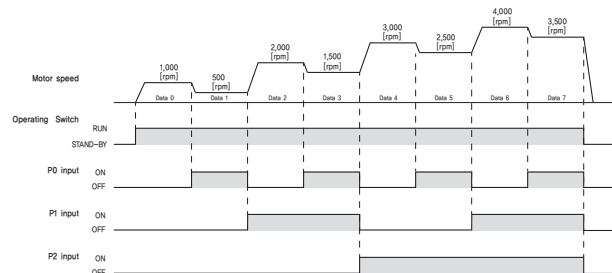 4,000
[rpm]
3,500
[rpm]
3,000
[rpm]
2,500
[rpm]
2,000
[rpm]
1,500
[rpm]
1,000
[rpm]
500
[rpm]
Motor speed
Data 0 Data 1 Data 2 Data 3 Data 4 Data 5 Data 6 Data 7
Operating Switch
RUN
STAND-BY
P0 input ON
OFF
P1 input ON
OFF
P2 input ON
OFF